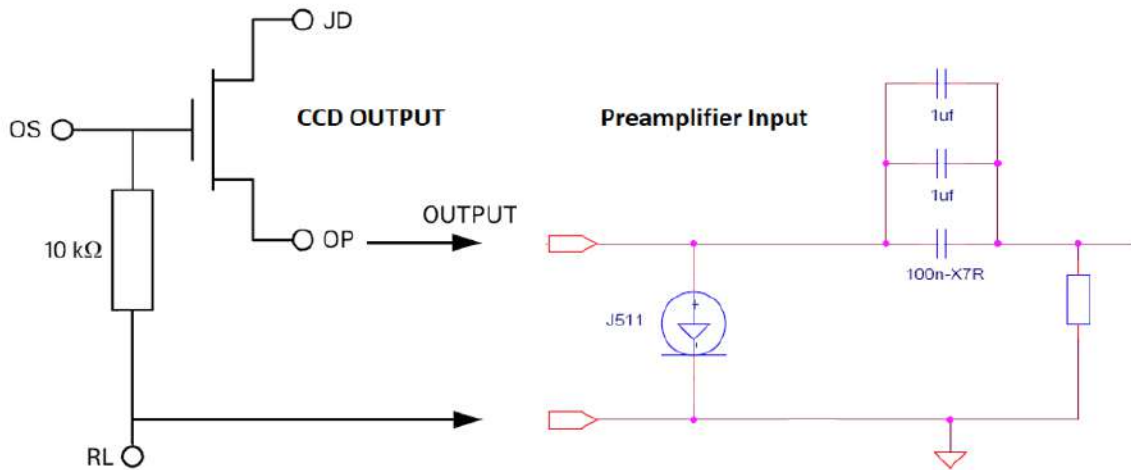 JD
OS
CCD OUTPUT
Preamplifier Input
1uf
1uf
OUTPUT
10 kΩ
OP
100n-X7R
J511
+
-
RL